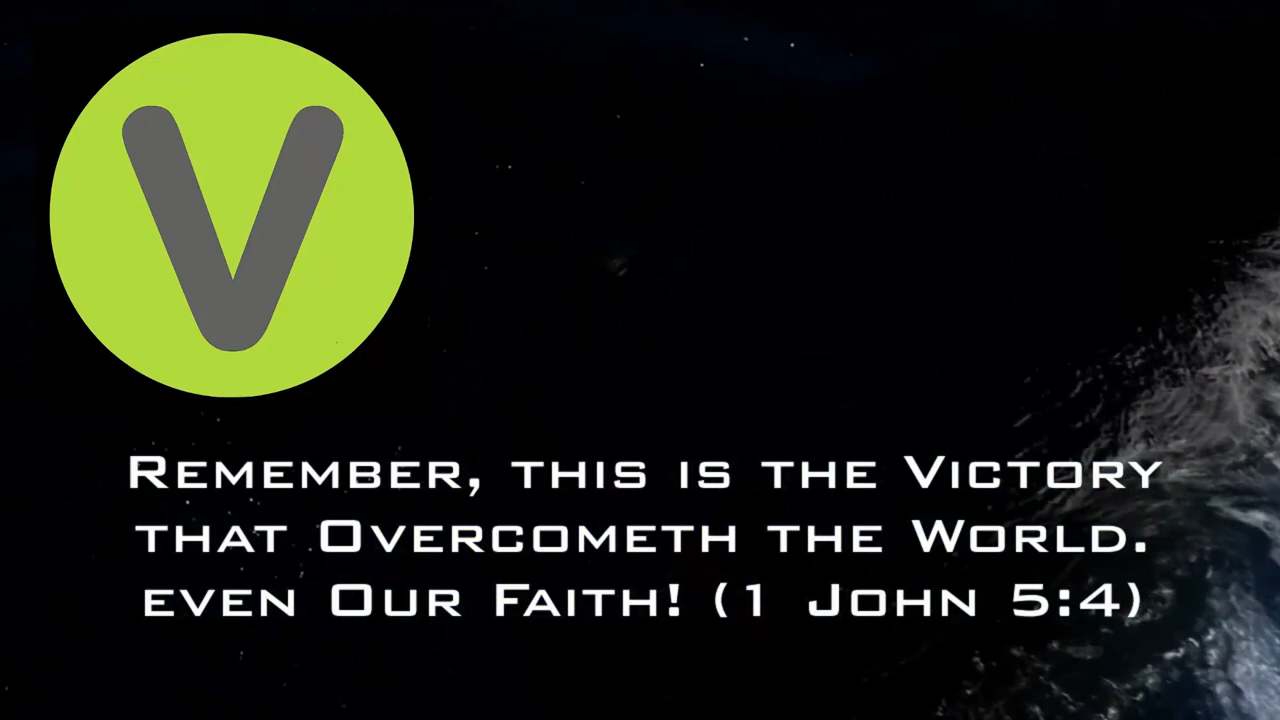 V
Remember, this is the Victory
that Overcometh the World.
even Our Faith! (1 John 5:4)